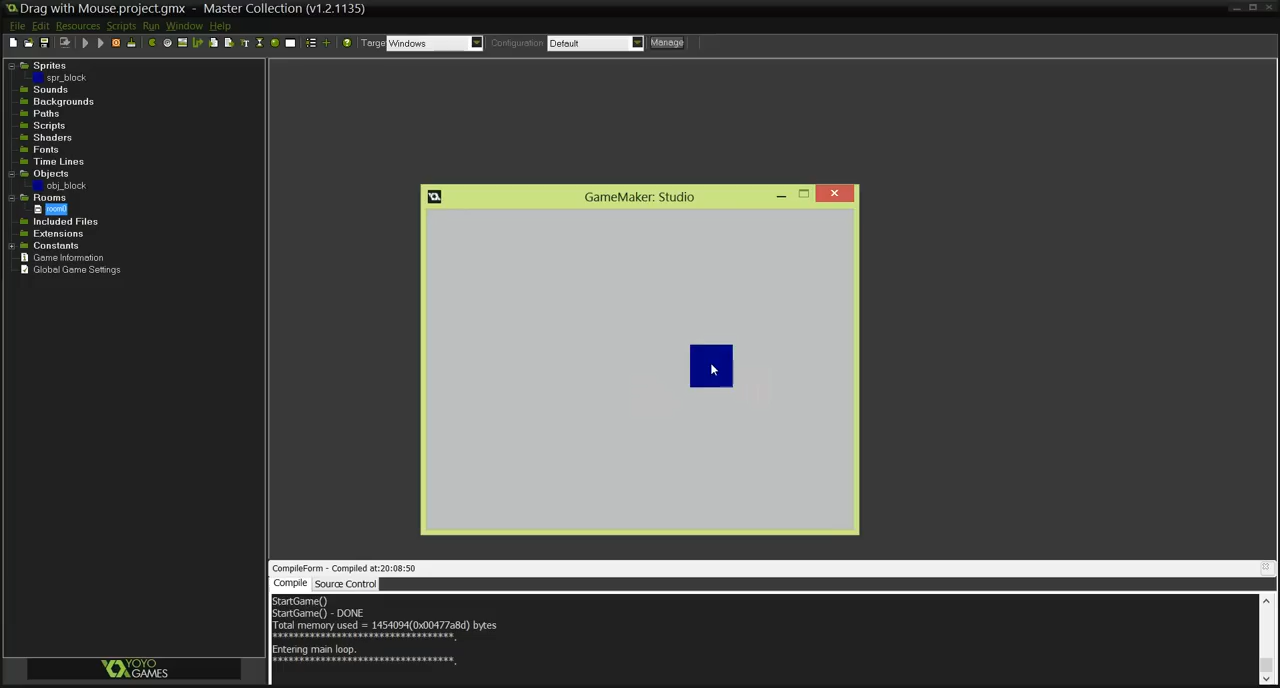 Drag with Mouse.project.gmx - Master Collection (v1.2.1135)
File Edit Resources Scripts Run Window Help
Targe Windows Configuration Default Manage
Sprites
spr_block
Sounds
Backgrounds
Paths
Scripts
Shaders
Fonts
Time Lines
Objects
obj_block
Rooms
room0
Included Files
Extensions
Constants
Game Information
Global Game Settings
GameMaker: Studio
CompileForm - Compiled at:20:08:50
Compile Source Control
StartGame()
StartGame() - DONE
Total memory used = 1454094(0x00477a8d) bytes
**********************************.
Entering main loop.
**********************************.
YOYO
GAMES